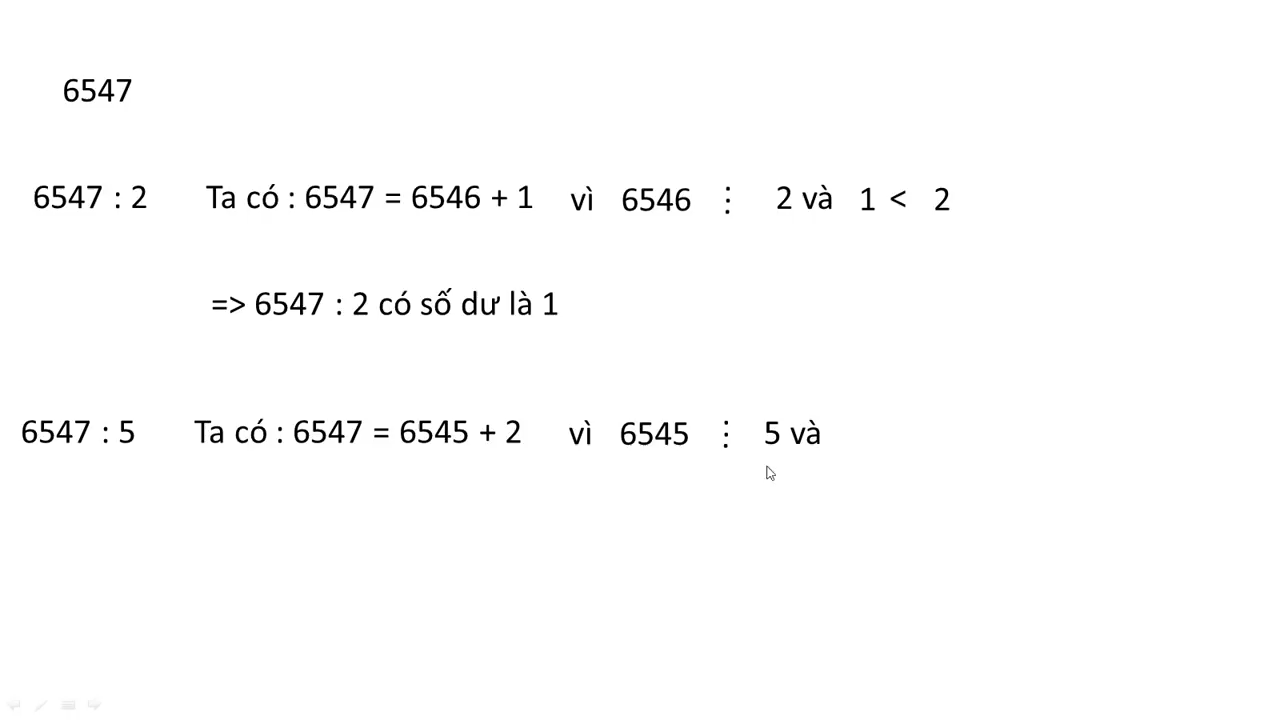 6547
6547 : 2 Ta có : 6547 = 6546 + 1 vì 6546 ⋮ 2 và 1 < 2
=> 6547 : 2 có số dư là 1
6547 : 5 Ta có : 6547 = 6545 + 2 vì 6545 ⋮ 5 và